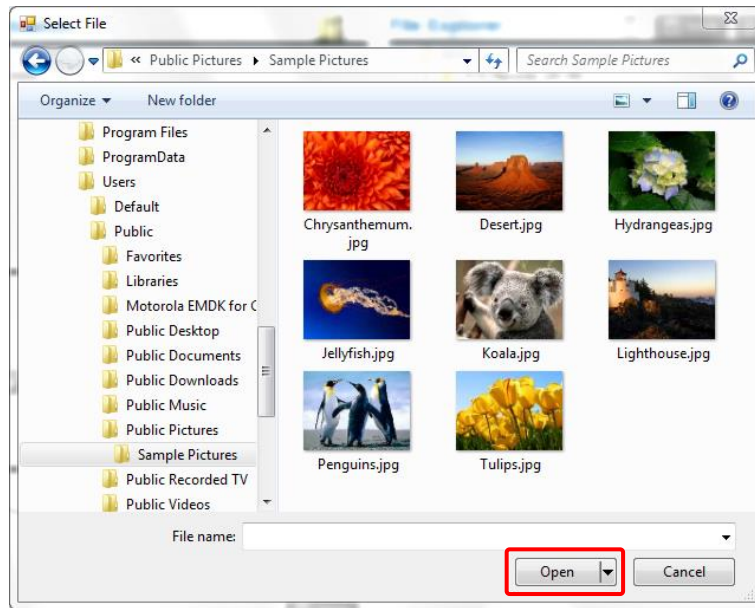 Select File
File Explorer
« Public Pictures ▸ Sample Pictures
Search Sample Pictures
Organize ▾ New folder
Program Files
ProgramData
Users
Default
Public
Favorites
Libraries
Motorola EMDK for C
Public Desktop
Public Documents
Public Downloads
Public Music
Public Pictures
Sample Pictures
Public Recorded TV
Public Videos
Chrysanthemum.
jpg
Desert.jpg
Hydrangeas.jpg
Jellyfish.jpg
Koala.jpg
Lighthouse.jpg
Penguins.jpg
Tulips.jpg
File name:
Open
Cancel